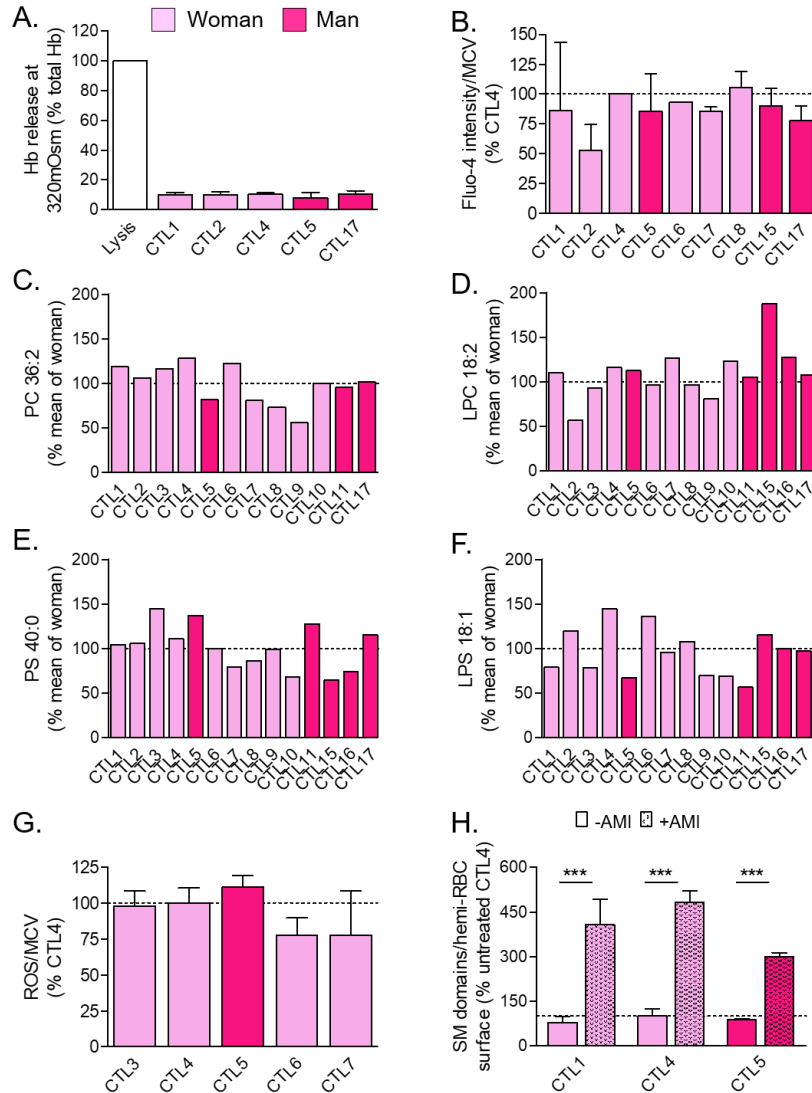 A.
Woman
Man
Hb release at
320mOsm (% total Hb)
120
100
80
60
40
20
0
Lysis
CTL1
CTL2
CTL4
CTL5
CTL17
B.
Fluo-4 intensity/MCV
(% CTL4)
150
125
100
75
50
25
0
CTL1
CTL2
CTL4
CTL5
CTL6
CTL7
CTL8
CTL15
CTL17
C.
PC 36:2
(% mean of woman)
200
150
100
50
0
CTL1
CTL2
CTL3
CTL4
CTL5
CTL6
CTL7
CTL8
CTL9
CTL10
CTL11
CTL17
D.
LPC 18:2
(% mean of woman)
200
150
100
50
0
CTL1
CTL2
CTL3
CTL4
CTL5
CTL6
CTL7
CTL8
CTL9
CTL10
CTL11
CTL15
CTL16
CTL17
E.
PS 40:0
(% mean of woman)
200
150
100
50
0
CTL1
CTL2
CTL3
CTL4
CTL5
CTL6
CTL7
CTL8
CTL9
CTL10
CTL11
CTL15
CTL16
CTL17
F.
LPS 18:1
(% mean of woman)
200
150
100
50
0
CTL1
CTL2
CTL3
CTL4
CTL5
CTL6
CTL7
CTL8
CTL9
CTL10
CTL11
CTL15
CTL16
CTL17
G.
ROS/MCV
(% CTL4)
125
100
75
50
25
0
CTL3
CTL4
CTL5
CTL6
CTL7
H.
-AMI
+AMI
SM domains/hemi-RBC
surface (% untreated CTL4)
600
450
300
100
0
***
***
***
CTL1
CTL4
CTL5